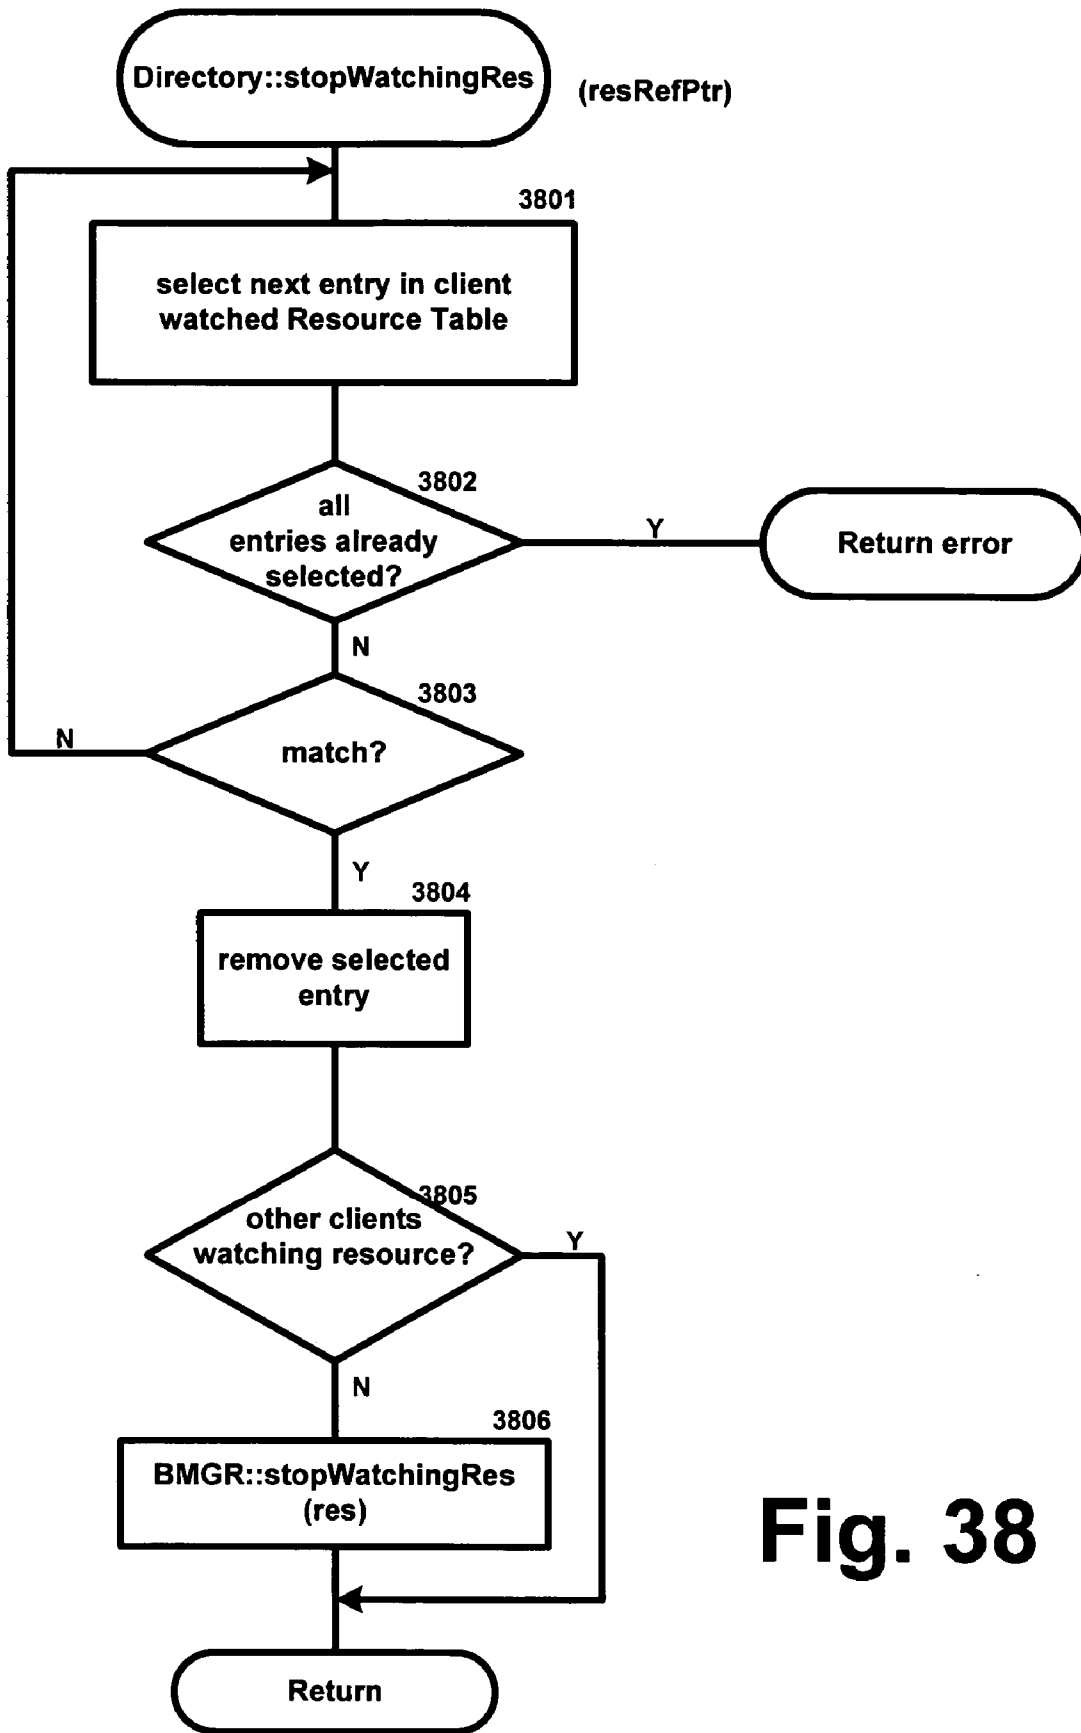 Directory::stopWatchingRes
(resRefPtr)
3801
select next entry in client
watched Resource Table
3802
all
entries already
selected?
Y
Return error
N
3803
match?
N
Y
3804
remove selected
entry
3805
other clients
watching resource?
Y
N
3806
BMGR::stopWatchingRes
(res)
Fig. 38
Return